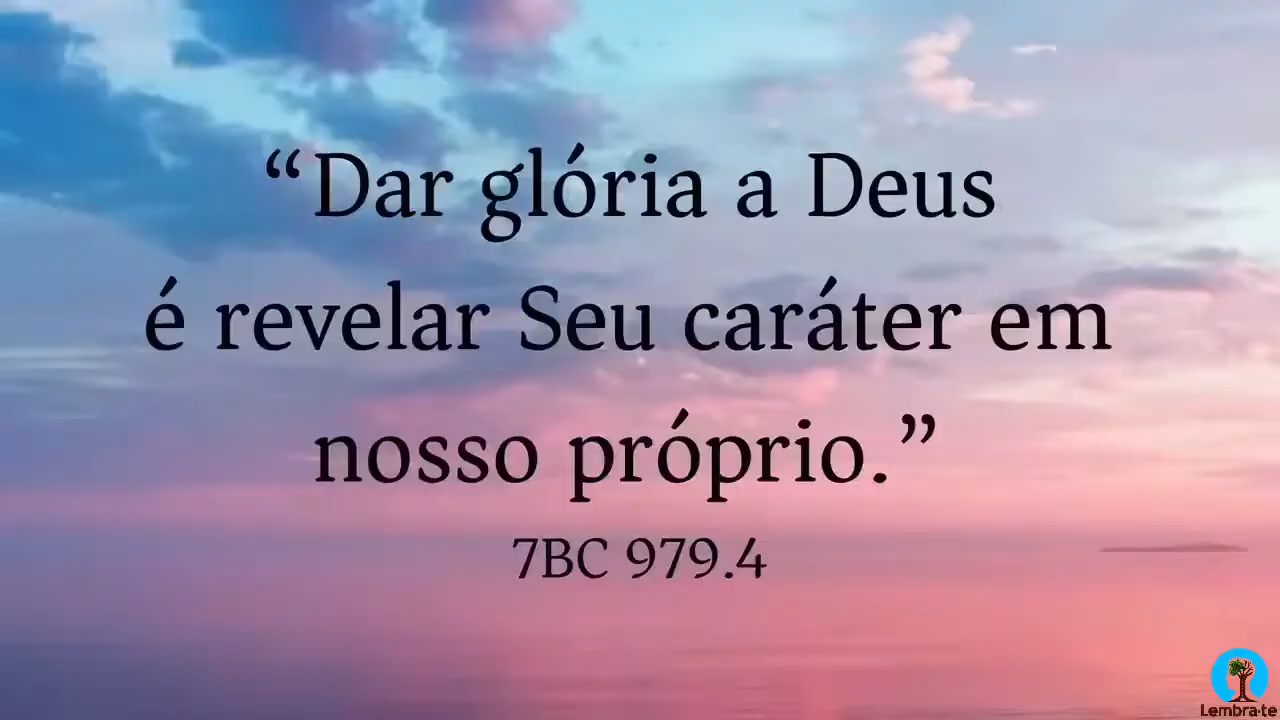 “Dar glória a Deus
é revelar Seu caráter em
nosso próprio.”
7BC 979.4
Lembra-te